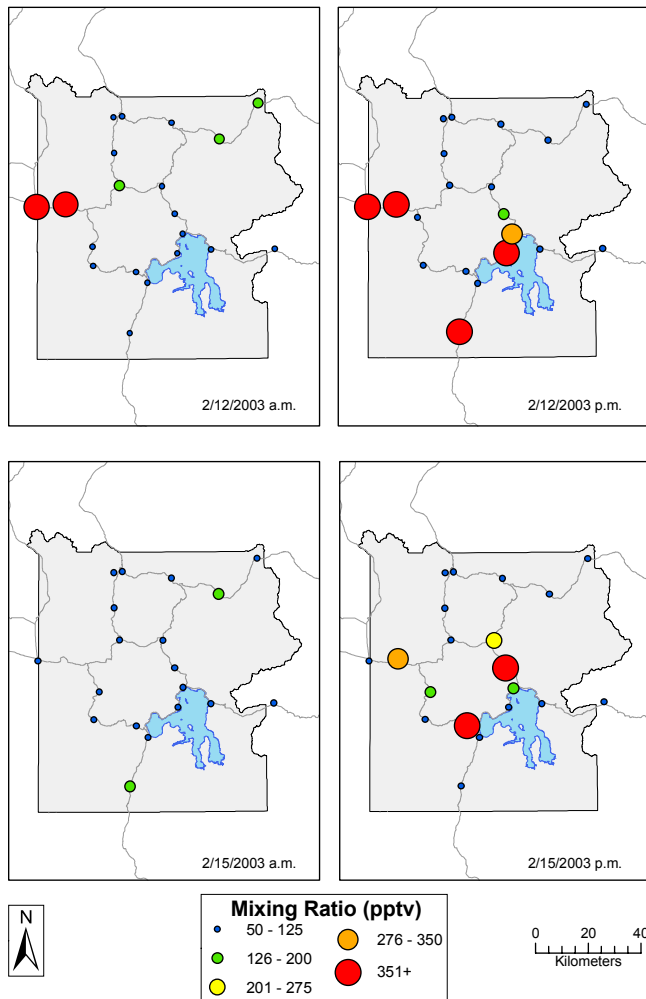 2/12/2003 a.m.
2/12/2003 p.m.
2/15/2003 a.m.
2/15/2003 p.m.
N
Mixing Ratio (pptv)
50 - 125
126 - 200
201 - 275
276 - 350
351+
0 20 40
Kilometers